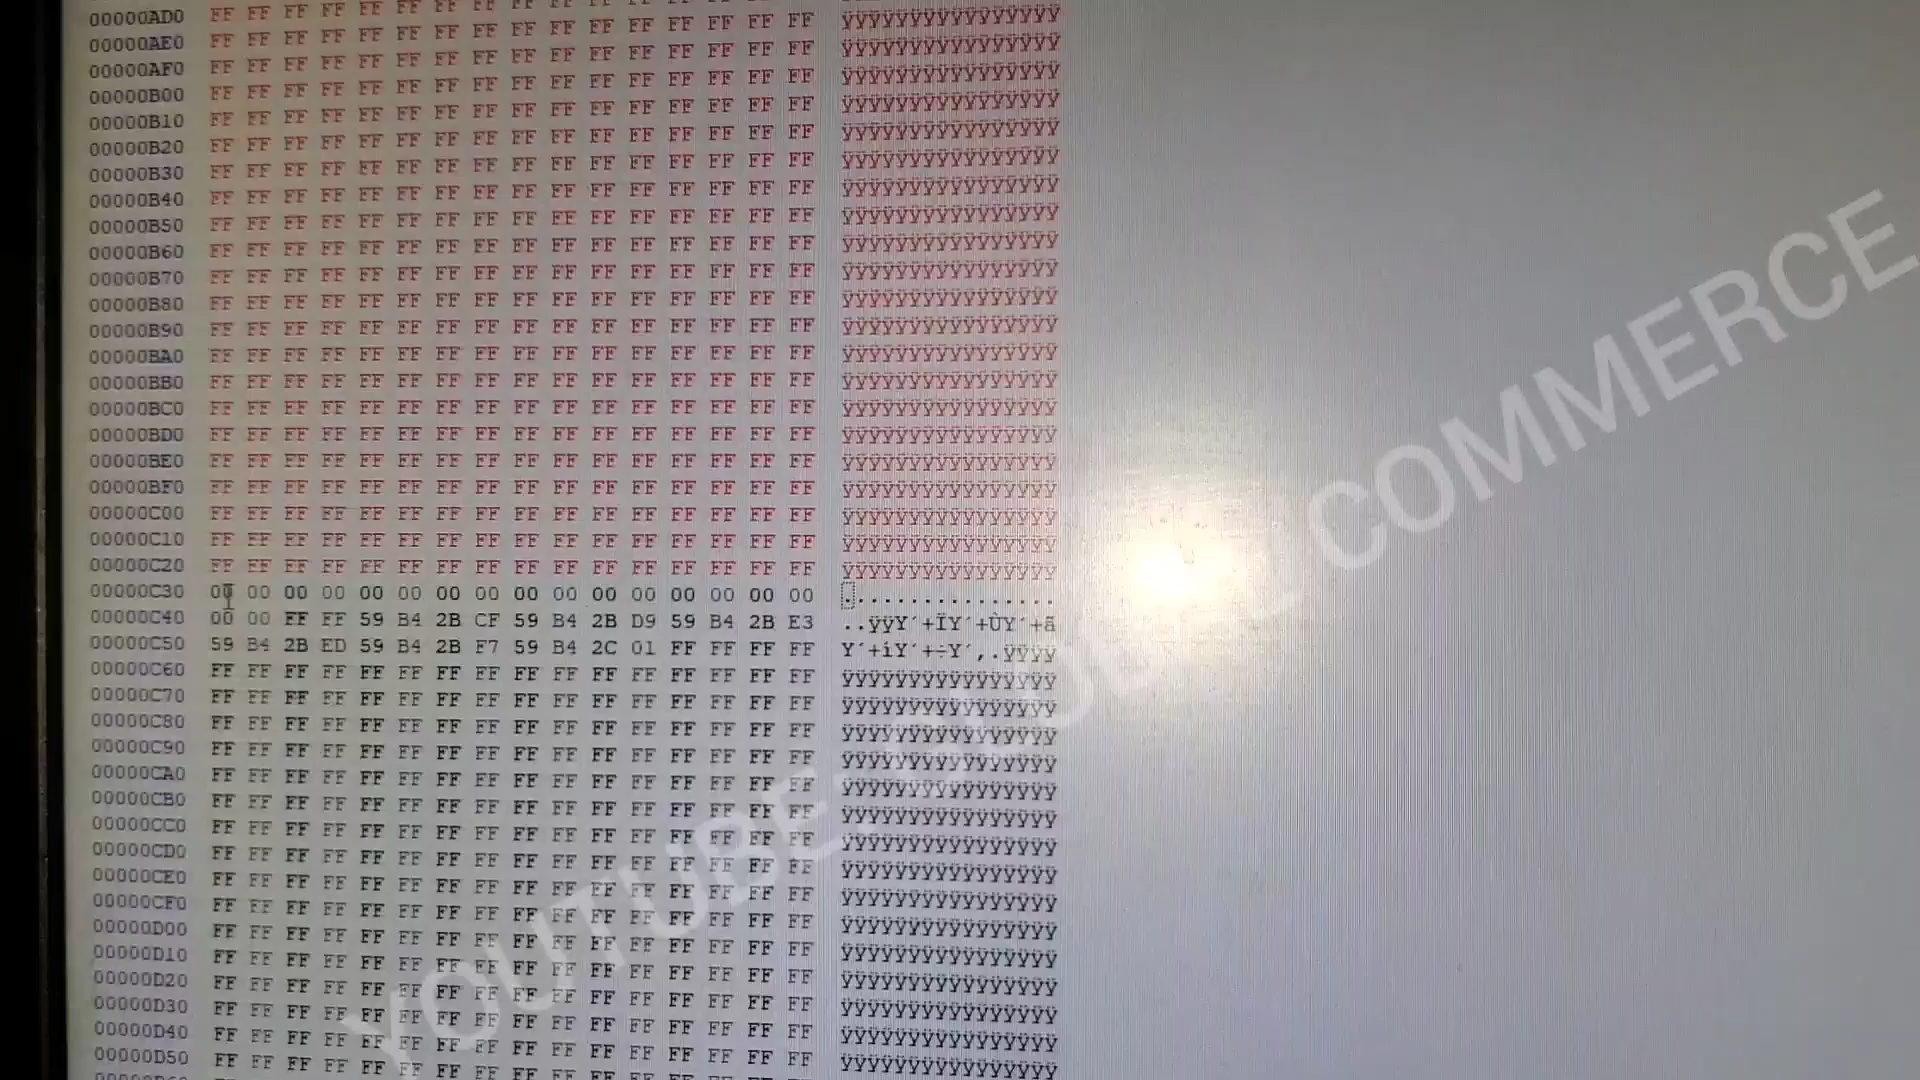 00000AD0 FF FF FF FF FF FF FF FF FF FF FF FF FF FF FF FF ÿÿÿÿÿÿÿÿÿÿÿÿÿÿÿÿ
00000AE0 FF FF FF FF FF FF FF FF FF FF FF FF FF FF FF FF ÿÿÿÿÿÿÿÿÿÿÿÿÿÿÿÿ
00000AF0 FF FF FF FF FF FF FF FF FF FF FF FF FF FF FF FF ÿÿÿÿÿÿÿÿÿÿÿÿÿÿÿÿ
00000B00 FF FF FF FF FF FF FF FF FF FF FF FF FF FF FF FF ÿÿÿÿÿÿÿÿÿÿÿÿÿÿÿÿ
00000B10 FF FF FF FF FF FF FF FF FF FF FF FF FF FF FF FF ÿÿÿÿÿÿÿÿÿÿÿÿÿÿÿÿ
00000B20 FF FF FF FF FF FF FF FF FF FF FF FF FF FF FF FF ÿÿÿÿÿÿÿÿÿÿÿÿÿÿÿÿ
00000B30 FF FF FF FF FF FF FF FF FF FF FF FF FF FF FF FF ÿÿÿÿÿÿÿÿÿÿÿÿÿÿÿÿ
00000B40 FF FF FF FF FF FF FF FF FF FF FF FF FF FF FF FF ÿÿÿÿÿÿÿÿÿÿÿÿÿÿÿÿ
00000B50 FF FF FF FF FF FF FF FF FF FF FF FF FF FF FF FF ÿÿÿÿÿÿÿÿÿÿÿÿÿÿÿÿ
00000B60 FF FF FF FF FF FF FF FF FF FF FF FF FF FF FF FF ÿÿÿÿÿÿÿÿÿÿÿÿÿÿÿÿ
00000B70 FF FF FF FF FF FF FF FF FF FF FF FF FF FF FF FF ÿÿÿÿÿÿÿÿÿÿÿÿÿÿÿÿ
00000B80 FF FF FF FF FF FF FF FF FF FF FF FF FF FF FF FF ÿÿÿÿÿÿÿÿÿÿÿÿÿÿÿÿ
00000B90 FF FF FF FF FF FF FF FF FF FF FF FF FF FF FF FF ÿÿÿÿÿÿÿÿÿÿÿÿÿÿÿÿ
00000BA0 FF FF FF FF FF FF FF FF FF FF FF FF FF FF FF FF ÿÿÿÿÿÿÿÿÿÿÿÿÿÿÿÿ
00000BB0 FF FF FF FF FF FF FF FF FF FF FF FF FF FF FF FF ÿÿÿÿÿÿÿÿÿÿÿÿÿÿÿÿ
00000BC0 FF FF FF FF FF FF FF FF FF FF FF FF FF FF FF FF ÿÿÿÿÿÿÿÿÿÿÿÿÿÿÿÿ
00000BD0 FF FF FF FF FF FF FF FF FF FF FF FF FF FF FF FF ÿÿÿÿÿÿÿÿÿÿÿÿÿÿÿÿ
00000BE0 FF FF FF FF FF FF FF FF FF FF FF FF FF FF FF FF ÿÿÿÿÿÿÿÿÿÿÿÿÿÿÿÿ
00000BF0 FF FF FF FF FF FF FF FF FF FF FF FF FF FF FF FF ÿÿÿÿÿÿÿÿÿÿÿÿÿÿÿÿ
00000C00 FF FF FF FF FF FF FF FF FF FF FF FF FF FF FF FF ÿÿÿÿÿÿÿÿÿÿÿÿÿÿÿÿ
00000C10 FF FF FF FF FF FF FF FF FF FF FF FF FF FF FF FF ÿÿÿÿÿÿÿÿÿÿÿÿÿÿÿÿ
00000C20 FF FF FF FF FF FF FF FF FF FF FF FF FF FF FF FF ÿÿÿÿÿÿÿÿÿÿÿÿÿÿÿÿ
00000C30 00 00 00 00 00 00 00 00 00 00 00 00 00 00 00 00 ................
00000C40 00 00 FF FF 59 B4 2B CF 59 B4 2B D9 59 B4 2B E3 ..ÿÿY´+ÏY´+ÙY´+ã
00000C50 59 B4 2B ED 59 B4 2B F7 59 B4 2C 01 FF FF FF FF Y´+íY´+÷Y´,.ÿÿÿÿ
00000C60 FF FF FF FF FF FF FF FF FF FF FF FF FF FF FF FF ÿÿÿÿÿÿÿÿÿÿÿÿÿÿÿÿ
00000C70 FF FF FF FF FF FF FF FF FF FF FF FF FF FF FF FF ÿÿÿÿÿÿÿÿÿÿÿÿÿÿÿÿ
00000C80 FF FF FF FF FF FF FF FF FF FF FF FF FF FF FF FF ÿÿÿÿÿÿÿÿÿÿÿÿÿÿÿÿ
00000C90 FF FF FF FF FF FF FF FF FF FF FF FF FF FF FF FF ÿÿÿÿÿÿÿÿÿÿÿÿÿÿÿÿ
00000CA0 FF FF FF FF FF FF FF FF FF FF FF FF FF FF FF FF ÿÿÿÿÿÿÿÿÿÿÿÿÿÿÿÿ
00000CB0 FF FF FF FF FF FF FF FF FF FF FF FF FF FF FF FF ÿÿÿÿÿÿÿÿÿÿÿÿÿÿÿÿ
00000CC0 FF FF FF FF FF FF FF FF FF FF FF FF FF FF FF FF ÿÿÿÿÿÿÿÿÿÿÿÿÿÿÿÿ
00000CD0 FF FF FF FF FF FF FF FF FF FF FF FF FF FF FF FF ÿÿÿÿÿÿÿÿÿÿÿÿÿÿÿÿ
00000CE0 FF FF FF FF FF FF FF FF FF FF FF FF FF FF FF FF ÿÿÿÿÿÿÿÿÿÿÿÿÿÿÿÿ
00000CF0 FF FF FF FF FF FF FF FF FF FF FF FF FF FF FF FF ÿÿÿÿÿÿÿÿÿÿÿÿÿÿÿÿ
00000D00 FF FF FF FF FF FF FF FF FF FF FF FF FF FF FF FF ÿÿÿÿÿÿÿÿÿÿÿÿÿÿÿÿ
00000D10 FF FF FF FF FF FF FF FF FF FF FF FF FF FF FF FF ÿÿÿÿÿÿÿÿÿÿÿÿÿÿÿÿ
00000D20 FF FF FF FF FF FF FF FF FF FF FF FF FF FF FF FF ÿÿÿÿÿÿÿÿÿÿÿÿÿÿÿÿ
00000D30 FF FF FF FF FF FF FF FF FF FF FF FF FF FF FF FF ÿÿÿÿÿÿÿÿÿÿÿÿÿÿÿÿ
00000D40 FF FF FF FF FF FF FF FF FF FF FF FF FF FF FF FF ÿÿÿÿÿÿÿÿÿÿÿÿÿÿÿÿ
00000D50 FF FF FF FF FF FF FF FF FF FF FF FF FF FF FF FF ÿÿÿÿÿÿÿÿÿÿÿÿÿÿÿÿ
YOUTUBE: COMMERCE